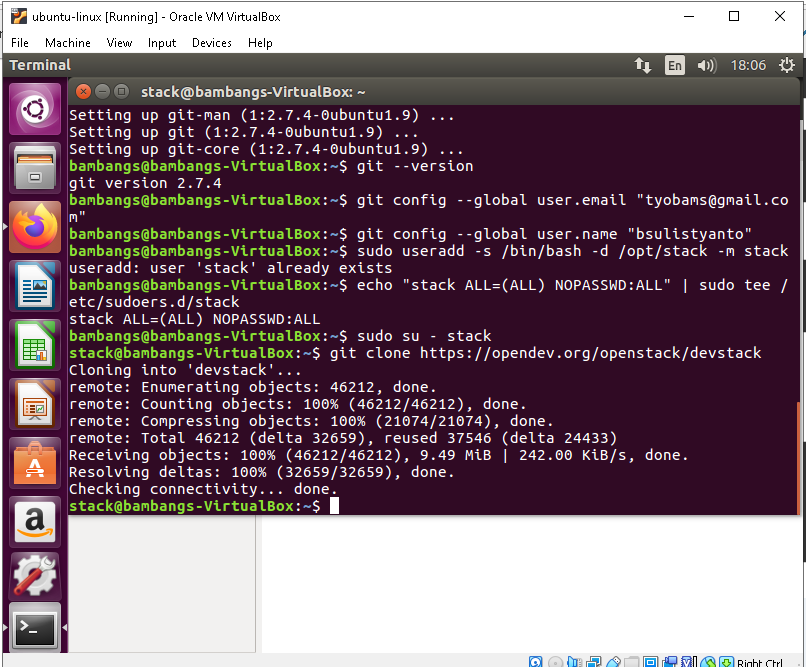 ubuntu-linux [Running] - Oracle VM VirtualBox
File Machine View Input Devices Help
Terminal En 18:06
stack@bambangs-VirtualBox: ~
Setting up git-man (1:2.7.4-0ubuntu1.9) ...
Setting up git (1:2.7.4-0ubuntu1.9) ...
Setting up git-core (1:2.7.4-0ubuntu1.9) ...
bambangs@bambangs-VirtualBox:~$ git --version
git version 2.7.4
bambangs@bambangs-VirtualBox:~$ git config --global user.email "tyobams@gmail.co
m"
bambangs@bambangs-VirtualBox:~$ git config --global user.name "bsulistyanto"
bambangs@bambangs-VirtualBox:~$ sudo useradd -s /bin/bash -d /opt/stack -m stack
useradd: user 'stack' already exists
bambangs@bambangs-VirtualBox:~$ echo "stack ALL=(ALL) NOPASSWD:ALL" | sudo tee /
etc/sudoers.d/stack
stack ALL=(ALL) NOPASSWD:ALL
bambangs@bambangs-VirtualBox:~$ sudo su - stack
stack@bambangs-VirtualBox:~$ git clone https://opendev.org/openstack/devstack
Cloning into 'devstack'...
remote: Enumerating objects: 46212, done.
remote: Counting objects: 100% (46212/46212), done.
remote: Compressing objects: 100% (21074/21074), done.
remote: Total 46212 (delta 32659), reused 37546 (delta 24433)
Receiving objects: 100% (46212/46212), 9.49 MiB | 242.00 KiB/s, done.
Resolving deltas: 100% (32659/32659), done.
Checking connectivity... done.
stack@bambangs-VirtualBox:~$
Right Ctrl